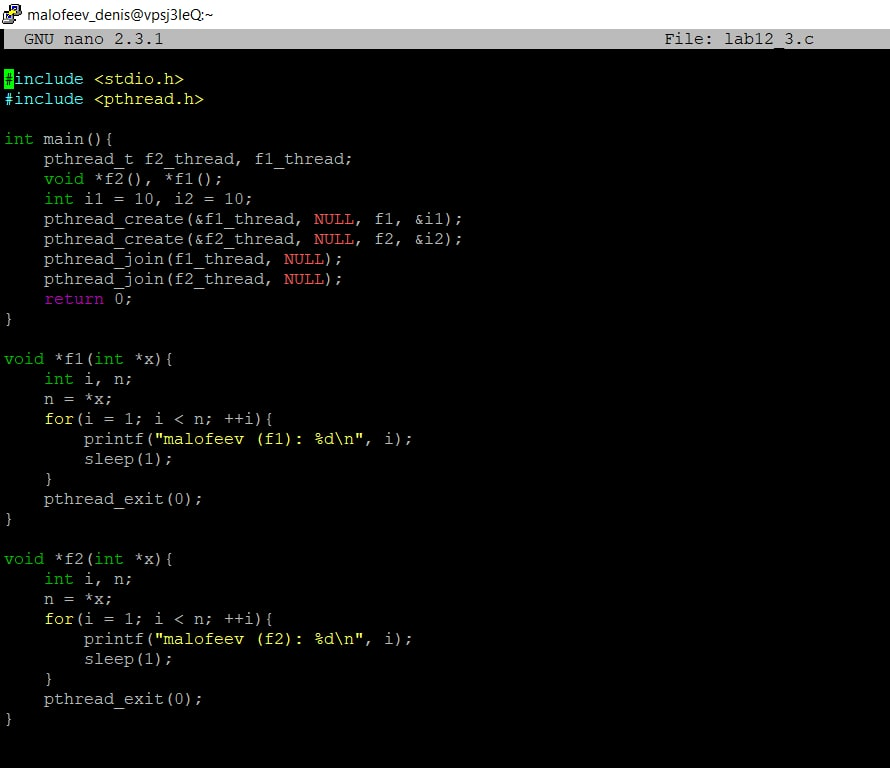 malofeev_denis@vpsj3leQ:~
GNU nano 2.3.1 File: lab12_3.c
#include <stdio.h>
#include <pthread.h>
int main(){
    pthread_t f2_thread, f1_thread;
    void *f2(), *f1();
    int i1 = 10, i2 = 10;
    pthread_create(&f1_thread, NULL, f1, &i1);
    pthread_create(&f2_thread, NULL, f2, &i2);
    pthread_join(f1_thread, NULL);
    pthread_join(f2_thread, NULL);
    return 0;
}
void *f1(int *x){
    int i, n;
    n = *x;
    for(i = 1; i < n; ++i){
        printf("malofeev (f1): %d\n", i);
        sleep(1);
    }
    pthread_exit(0);
}
void *f2(int *x){
    int i, n;
    n = *x;
    for(i = 1; i < n; ++i){
        printf("malofeev (f2): %d\n", i);
        sleep(1);
    }
    pthread_exit(0);
}